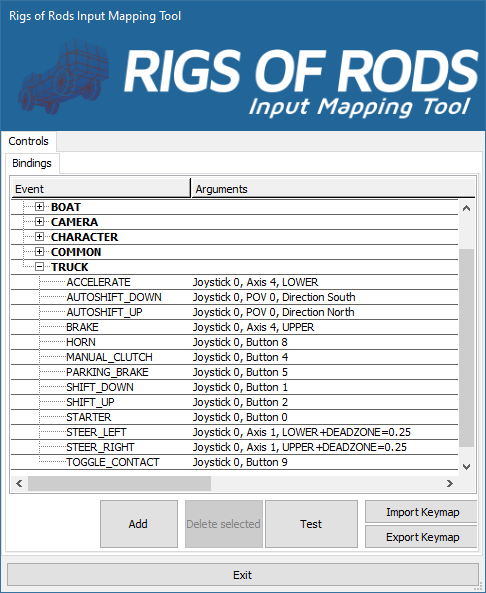 Rigs of Rods Input Mapping Tool
RIGS OF RODS
Input Mapping Tool
Controls
Bindings
Event Arguments
BOAT
CAMERA
CHARACTER
COMMON
TRUCK
ACCELERATE Joystick 0, Axis 4, LOWER
AUTOSHIFT_DOWN Joystick 0, POV 0, Direction South
AUTOSHIFT_UP Joystick 0, POV 0, Direction North
BRAKE Joystick 0, Axis 4, UPPER
HORN Joystick 0, Button 8
MANUAL_CLUTCH Joystick 0, Button 4
PARKING_BRAKE Joystick 0, Button 5
SHIFT_DOWN Joystick 0, Button 1
SHIFT_UP Joystick 0, Button 2
STARTER Joystick 0, Button 0
STEER_LEFT Joystick 0, Axis 1, LOWER+DEADZONE=0.25
STEER_RIGHT Joystick 0, Axis 1, UPPER+DEADZONE=0.25
TOGGLE_CONTACT Joystick 0, Button 9
Add Delete selected Test Import Keymap
Export Keymap
Exit